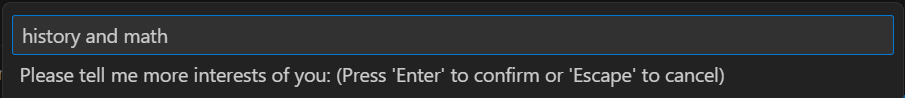 history and math
Please tell me more interests of you: (Press 'Enter' to confirm or 'Escape' to cancel)